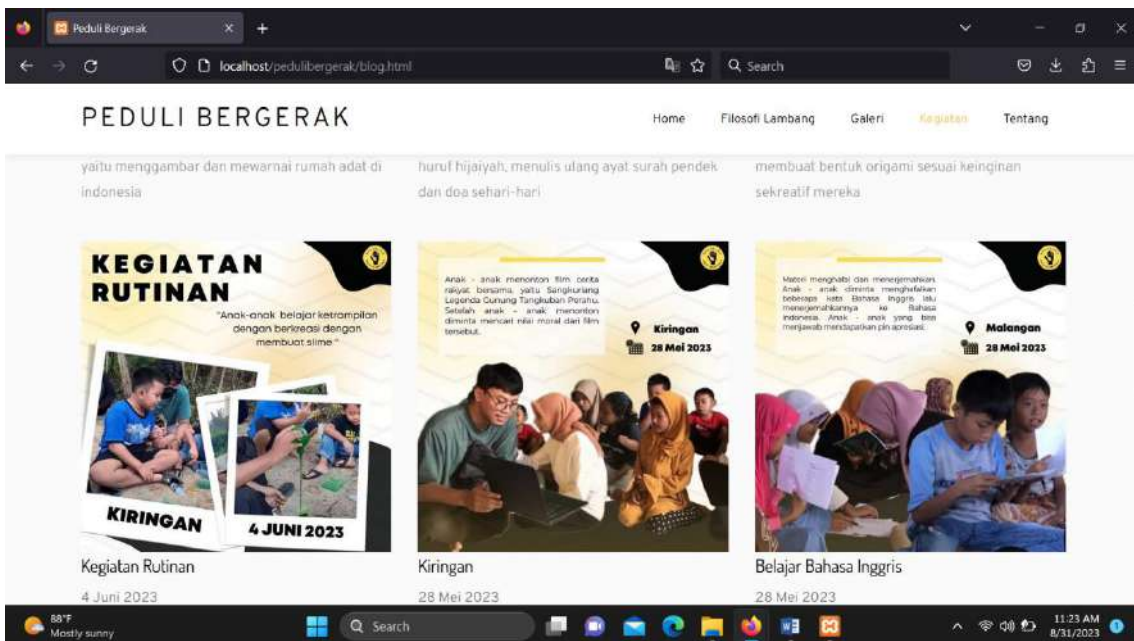 Peduli Bergerak
localhost/pedulibergerak/blog.html
Search
PEDULI BERGERAK
Home Filosofi Lambang Galeri Kegiatan Tentang
yaitu menggambar dan mewarnai rumah adat di
indonesia
huruf hijaiyah, menulis ulang ayat surah pendek
dan doa sehari-hari
membuat bentuk origami sesuai keinginan
sekreatif mereka
KEGIATAN
RUTINAN
"Anak-anak belajar ketrampilan
dengan berkreasi dengan
membuat slime."
KIRINGAN
4 JUNI 2023
Kegiatan Rutinan
4 Juni 2023
Anak - anak menonton film cerita
rakyat bersama, yaitu Sangkuriang
Legenda Gunung Tangkuban Perahu.
Setelah anak - anak menonton
diminta mencari nilai moral dari film
tersebut.
Kiringan
28 Mei 2023
Kiringan
28 Mei 2023
Materi menghafal dan menerjemahkan.
Anak - anak diminta menghafalkan
beberapa kata Bahasa Inggris lalu
menerjemahkannya ke Bahasa
Indonesia. Anak - anak yang bisa
menjawab mendapatkan pin apresiasi.
Malangan
28 Mei 2023
Belajar Bahasa Inggris
28 Mei 2023
88°F
Mostly sunny
Search
11:23 AM
8/31/2023
1